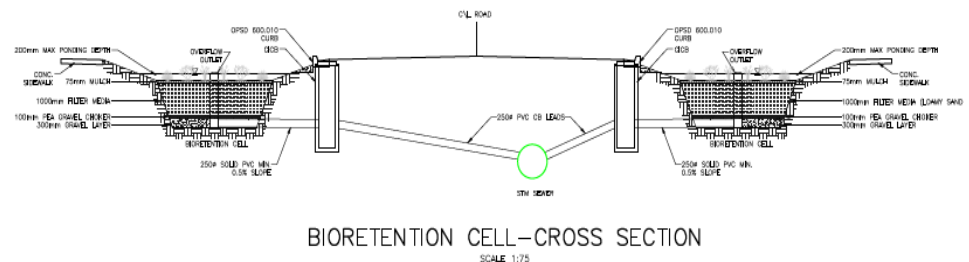 C\L ROAD
OPSD 600.010
CURB
DICB
200mm MAX PONDING DEPTH
OVERFLOW
OUTLET
CONC.
SIDEWALK
75mm MULCH
1000mm FILTER MEDIA
100mm PEA GRAVEL CHOKER
300mm GRAVEL LAYER
BIORETENTION CELL
250ø SOLID PVC MIN.
0.5% SLOPE
250ø PVC CB LEADS
STM SEWER
OPSD 600.010
CURB
DICB
OVERFLOW
OUTLET
200mm MAX PONDING DEPTH
CONC.
SIDEWALK
75mm MULCH
1000mm FILTER MEDIA (LOAMY SAND
100mm PEA GRAVEL CHOKER
300mm GRAVEL LAYER
BIORETENTION CELL
250ø SOLID PVC MIN.
0.5% SLOPE
BIORETENTION CELL-CROSS SECTION
SCALE 1:75